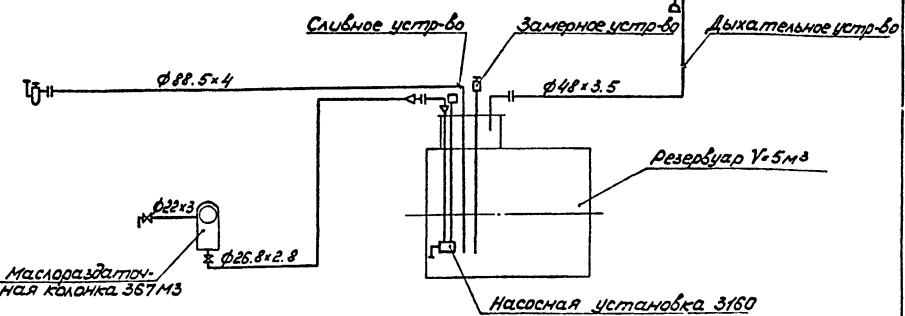 Сливное устр-во
Замерное устр-во
Дыхательное устр-во
Ф88.5×4
Ф48×3.5
Резервуар V=5м3
Ф22×3
Ф26.8×2.8
Маслораздаточ-
ная колонка 367М3
Насосная установка 3160